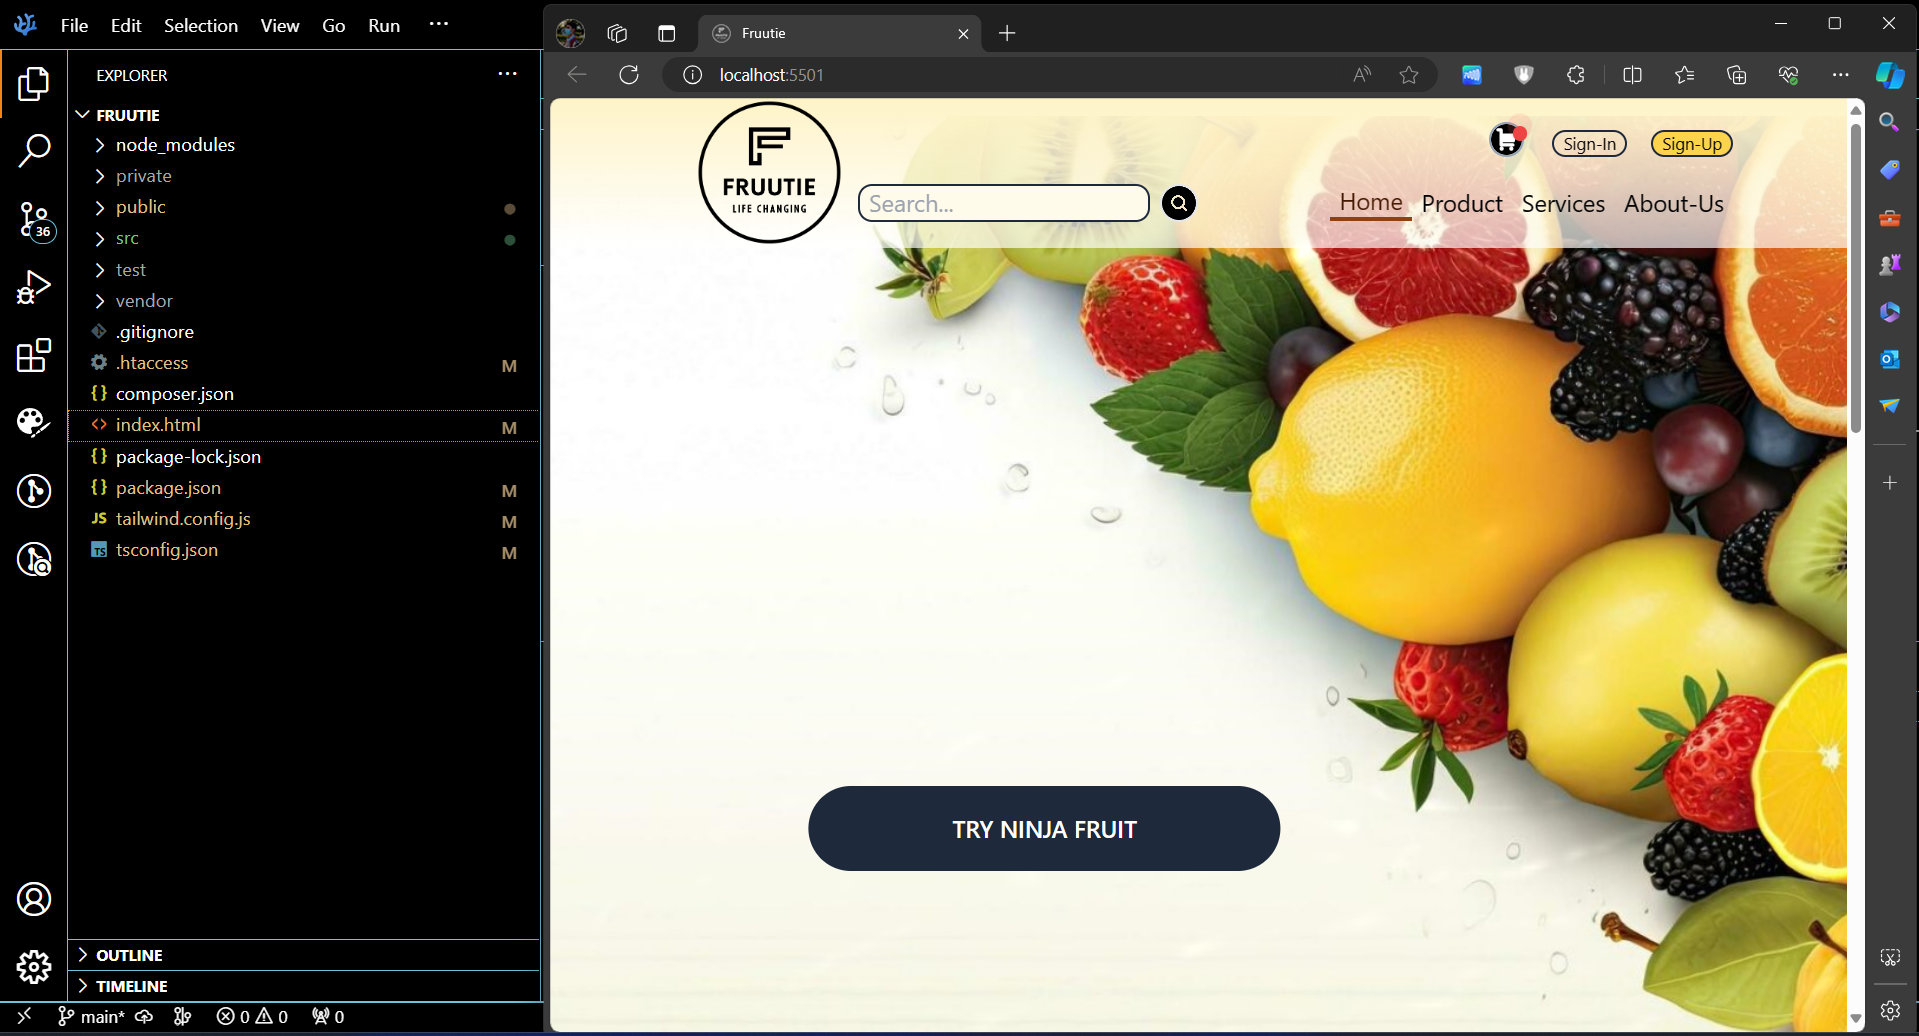 File Edit Selection View Go Run ...
EXPLORER ...
FRUUTIE
node_modules
private
public
src
test
vendor
.gitignore
.htaccess M
{} composer.json
<> index.html M
{} package-lock.json
{} package.json M
JS tailwind.config.js M
TS tsconfig.json M
36
OUTLINE
TIMELINE
main* 0 0 0
Fruutie
localhost:5501
F
FRUUTIE
LIFE CHANGING
Search...
Sign-In Sign-Up
Home Product Services About-Us
TRY NINJA FRUIT